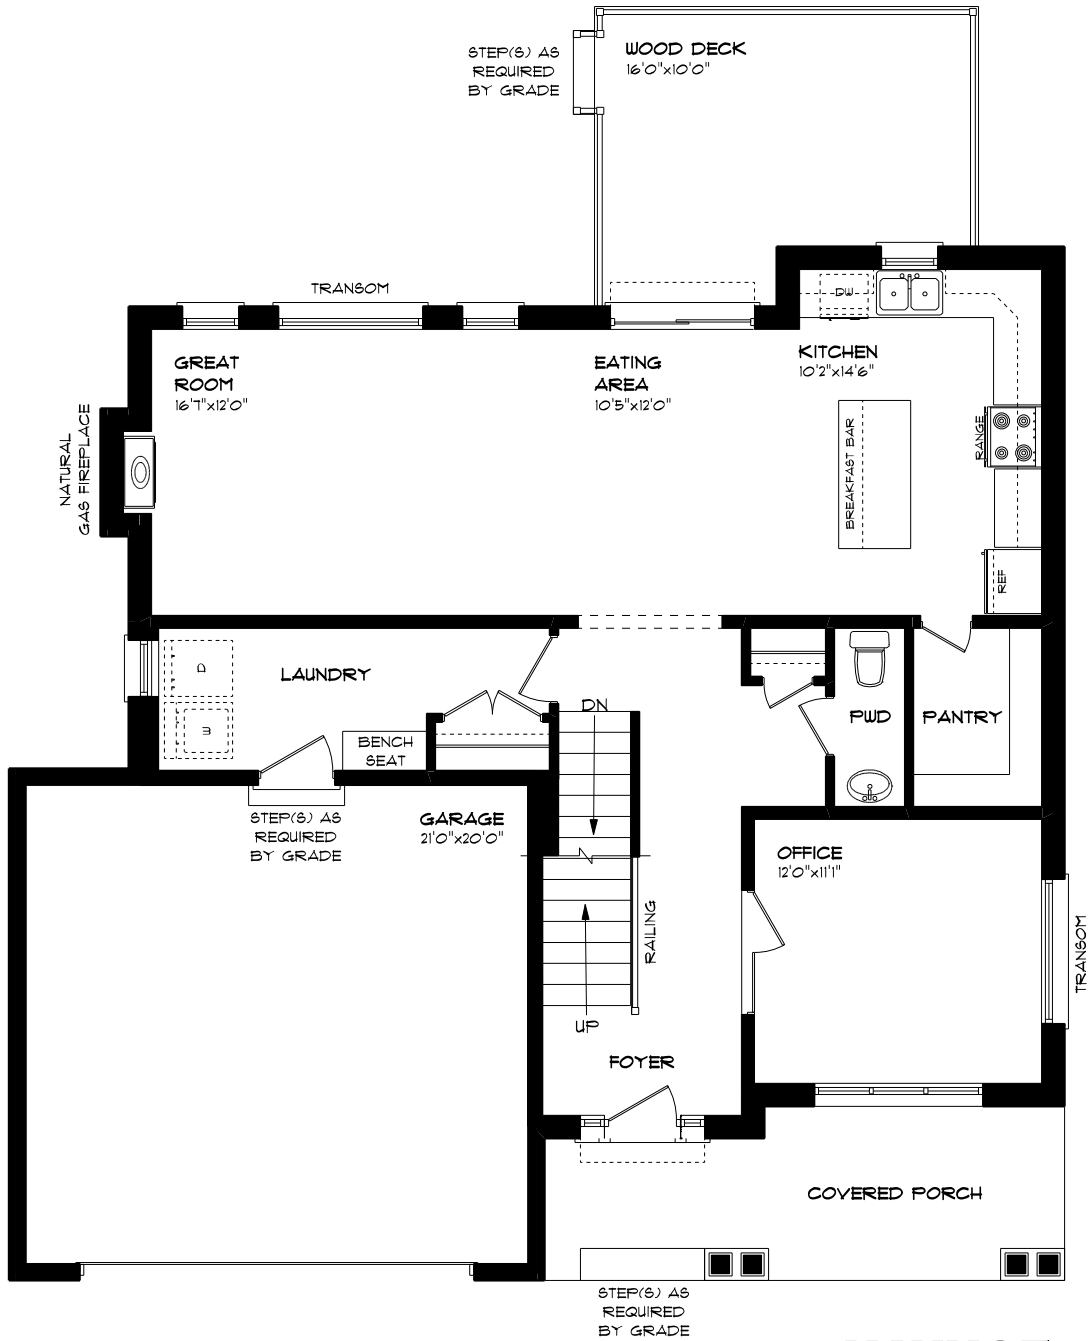 STEP(S) AS
REQUIRED
BY GRADE
WOOD DECK
16'0"x10'0"
TRANSOM
DW
GREAT
ROOM
16'7"x12'0"
EATING
AREA
10'5"x12'0"
KITCHEN
10'2"x14'6"
NATURAL
GAS FIREPLACE
BREAKFAST BAR
RANGE
REF
LAUNDRY
D
W
BENCH
SEAT
DN
PWD
PANTRY
STEP(S) AS
REQUIRED
BY GRADE
GARAGE
21'0"x20'0"
OFFICE
12'0"x11'1"
RAILING
TRANSOM
UP
FOYER
COVERED PORCH
STEP(S) AS
REQUIRED
BY GRADE